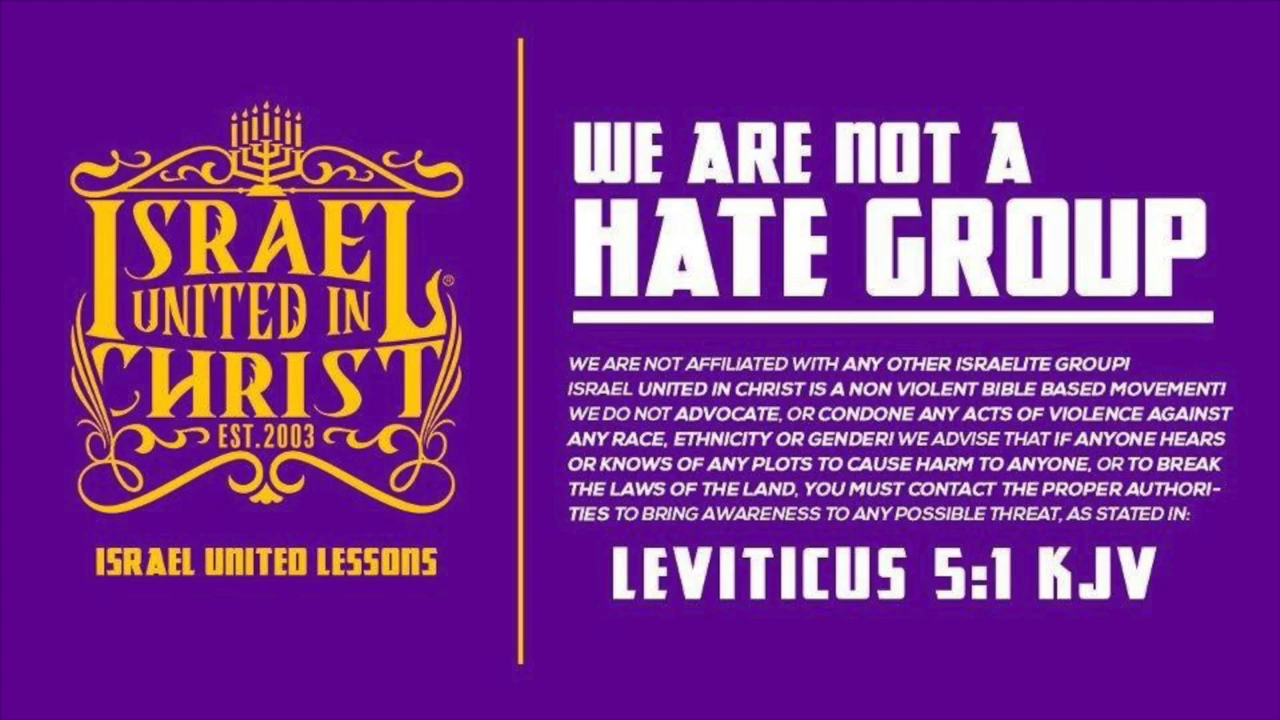 ISRAEL
UNITED IN
CHRIST
EST. 2003
®
ISRAEL UNITED LESSONS
WE ARE NOT A
HATE GROUP
WE ARE NOT AFFILIATED WITH ANY OTHER ISRAELITE GROUP!
ISRAEL UNITED IN CHRIST IS A NON VIOLENT BIBLE BASED MOVEMENT!
WE DO NOT ADVOCATE, OR CONDONE ANY ACTS OF VIOLENCE AGAINST
ANY RACE, ETHNICITY OR GENDER! WE ADVISE THAT IF ANYONE HEARS
OR KNOWS OF ANY PLOTS TO CAUSE HARM TO ANYONE, OR TO BREAK
THE LAWS OF THE LAND, YOU MUST CONTACT THE PROPER AUTHORI-
TIES TO BRING AWARENESS TO ANY POSSIBLE THREAT, AS STATED IN:
LEVITICUS 5:1 KJV